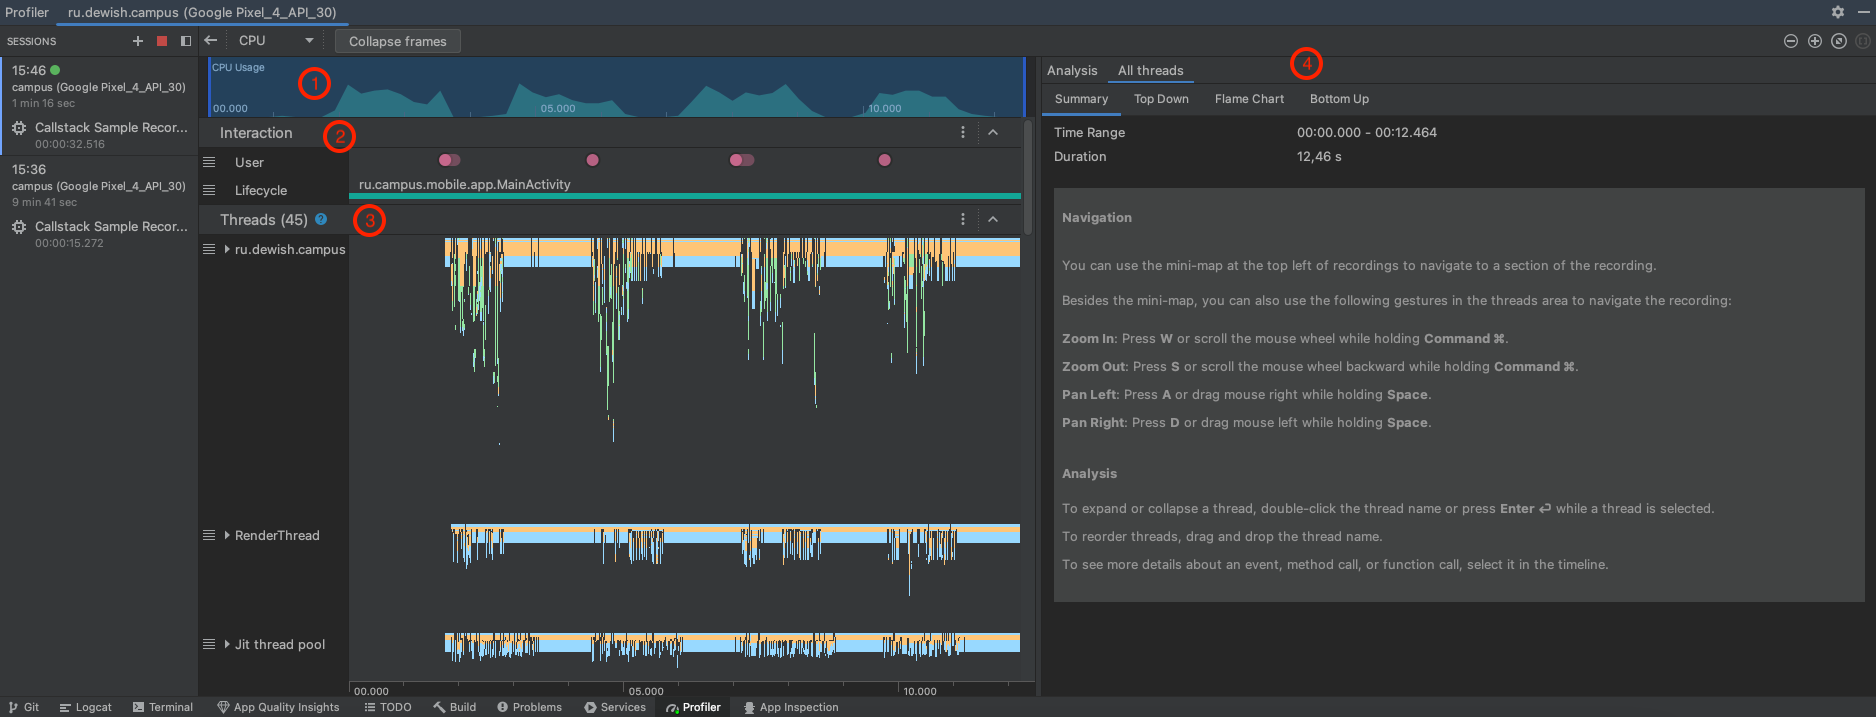 Profiler ru.dewish.campus (Google Pixel_4_API_30)
SESSIONS CPU Collapse frames
15:46
campus (Google Pixel_4_API_30)
1 min 16 sec
Callstack Sample Recor...
00:00:32.516
15:36
campus (Google Pixel_4_API_30)
9 min 41 sec
Callstack Sample Recor...
00:00:15.272
CPU Usage
1
00.000 05.000 10.000
Interaction 2
User
Lifecycle ru.campus.mobile.app.MainActivity
Threads (45) ? 3
ru.dewish.campus
RenderThread
Jit thread pool
00.000 05.000 10.000
4
Analysis All threads
Summary Top Down Flame Chart Bottom Up
Time Range 00:00.000 - 00:12.464
Duration 12,46 s
Navigation
You can use the mini-map at the top left of recordings to navigate to a section of the recording.
Besides the mini-map, you can also use the following gestures in the threads area to navigate the recording:
Zoom In: Press W or scroll the mouse wheel while holding Command ⌘.
Zoom Out: Press S or scroll the mouse wheel backward while holding Command ⌘.
Pan Left: Press A or drag mouse right while holding Space.
Pan Right: Press D or drag mouse left while holding Space.
Analysis
To expand or collapse a thread, double-click the thread name or press Enter ⏎ while a thread is selected.
To reorder threads, drag and drop the thread name.
To see more details about an event, method call, or function call, select it in the timeline.
Git Logcat Terminal App Quality Insights TODO Build Problems Services Profiler App Inspection